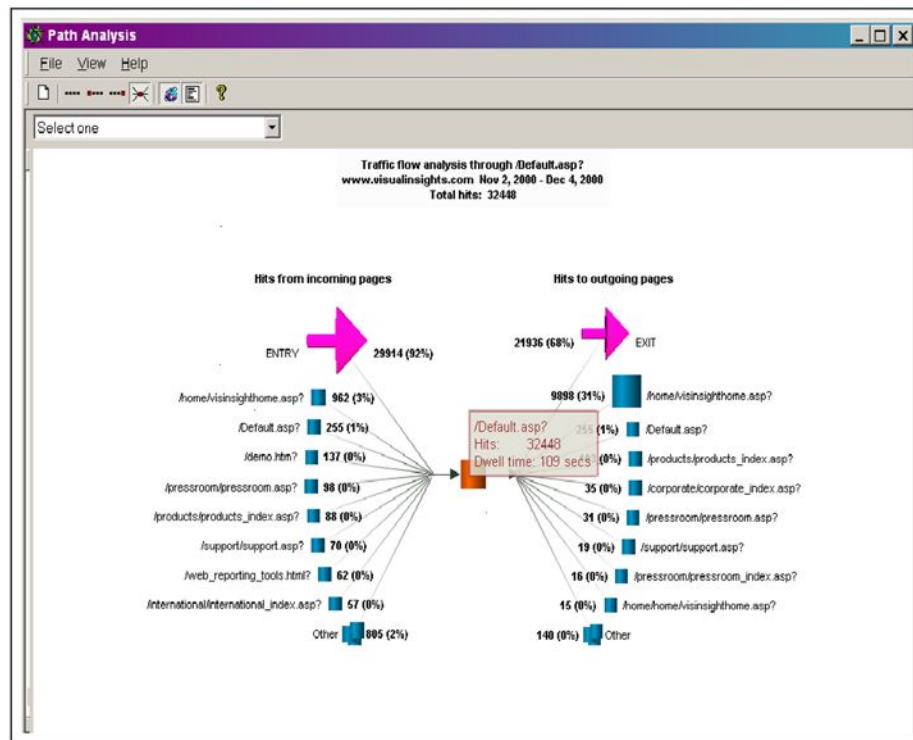 Path Analysis
File View Help
Select one
Traffic flow analysis through /Default.asp?
www.visualinsights.com Nov 2, 2000 - Dec 4, 2000
Total hits: 32448
Hits from incoming pages
Hits to outgoing pages
ENTRY 29914 (92%)
21936 (68%) EXIT
/home/visinsighthome.asp? 962 (3%)
9898 (31%) /home/visinsighthome.asp?
/Default.asp? 255 (1%)
255 (1%) /Default.asp?
/demo.htm? 137 (0%)
(0%) /products/products_index.asp?
/Default.asp?
Hits: 32448
Dwell time: 109 secs
/pressroom/pressroom.asp? 98 (0%)
35 (0%) /corporate/corporate_index.asp?
/products/products_index.asp? 88 (0%)
31 (0%) /pressroom/pressroom.asp?
/support/support.asp? 70 (0%)
19 (0%) /support/support.asp?
/web_reporting_tools.html? 62 (0%)
16 (0%) /pressroom/pressroom_index.asp?
/international/international_index.asp? 57 (0%)
15 (0%) /home/home/visinsighthome.asp?
Other 805 (2%)
140 (0%) Other